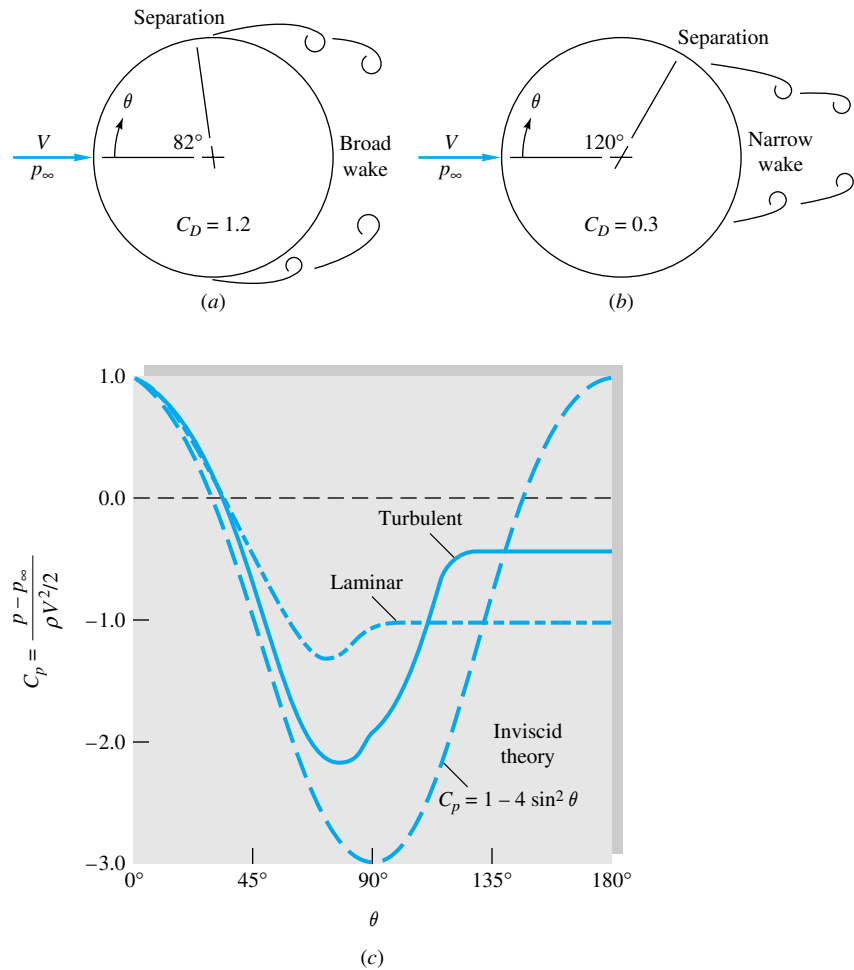 Separation
θ
82°
V
p∞
Broad
wake
C_D = 1.2
(a)
Separation
θ
120°
V
p∞
Narrow
wake
C_D = 0.3
(b)
1.0
0.0
−1.0
−2.0
−3.0
C_p = (p − p∞) / (ρV²/2)
Turbulent
Laminar
Inviscid
theory
C_p = 1 – 4 sin² θ
0°
45°
90°
135°
180°
θ
(c)